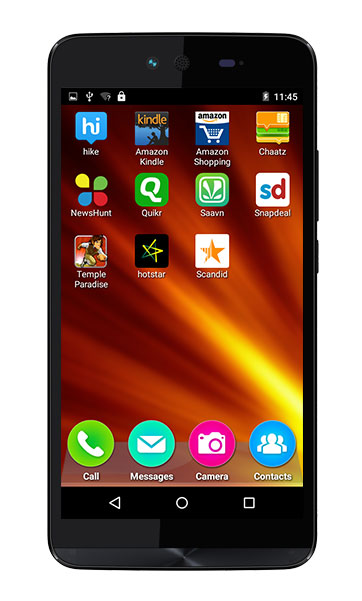 11:45
hi
kindle
amazon
hike
Amazon
Kindle
Amazon
Shopping
Chaatz
Q
sd
NewsHunt
Quikr
Saavn
Snapdeal
Temple
Paradise
hotstar
Scandid
Call
Messages
Camera
Contacts